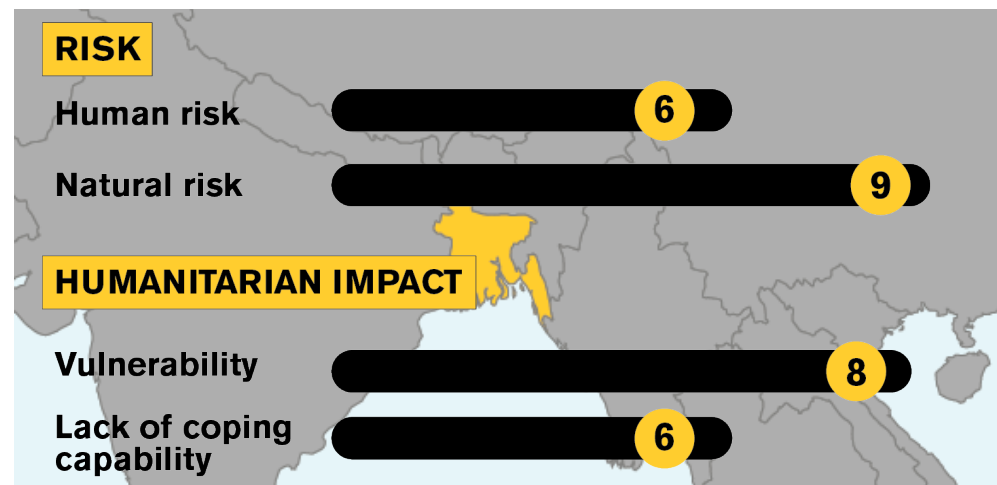 RISK
Human risk
6
Natural risk
9
HUMANITARIAN IMPACT
Vulnerability
8
Lack of coping
capability
6